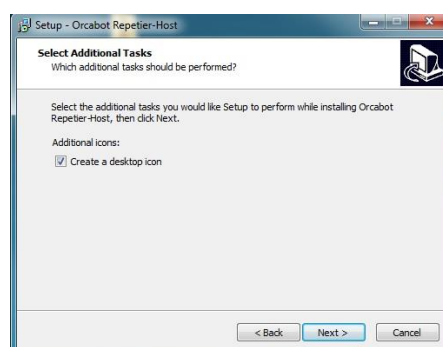 Setup - Orcabot Repetier-Host
Select Additional Tasks
Which additional tasks should be performed?
Select the additional tasks you would like Setup to perform while installing Orcabot
Repetier-Host, then click Next.
Additional icons:
Create a desktop icon
< Back
Next >
Cancel